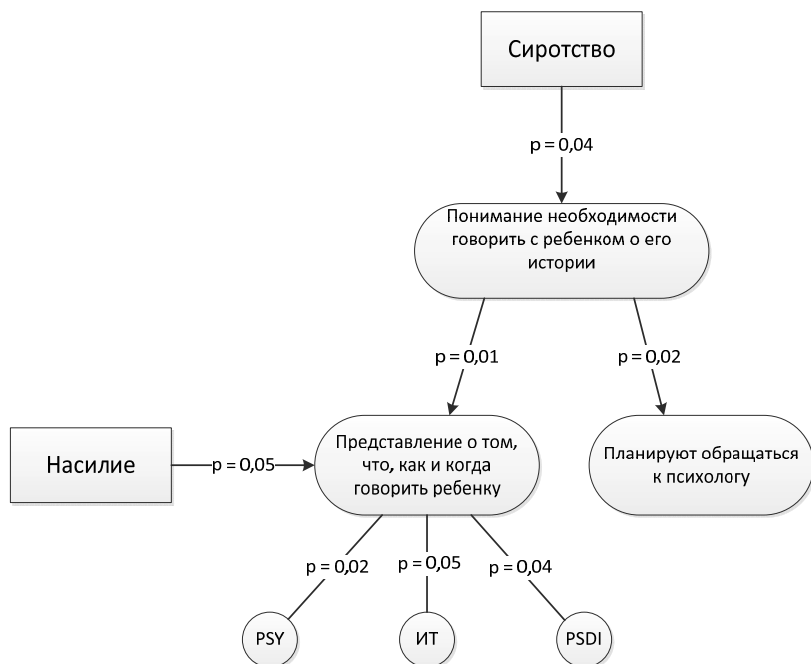 Сиротство
p = 0,04
Понимание необходимости
говорить с ребенком о его
истории
p = 0,01
p = 0,02
Насилие
p = 0,05
Представление о том,
что, как и когда
говорить ребенку
Планируют обращаться
к психологу
p = 0,02
p = 0,05
p = 0,04
PSY
ИТ
PSDI